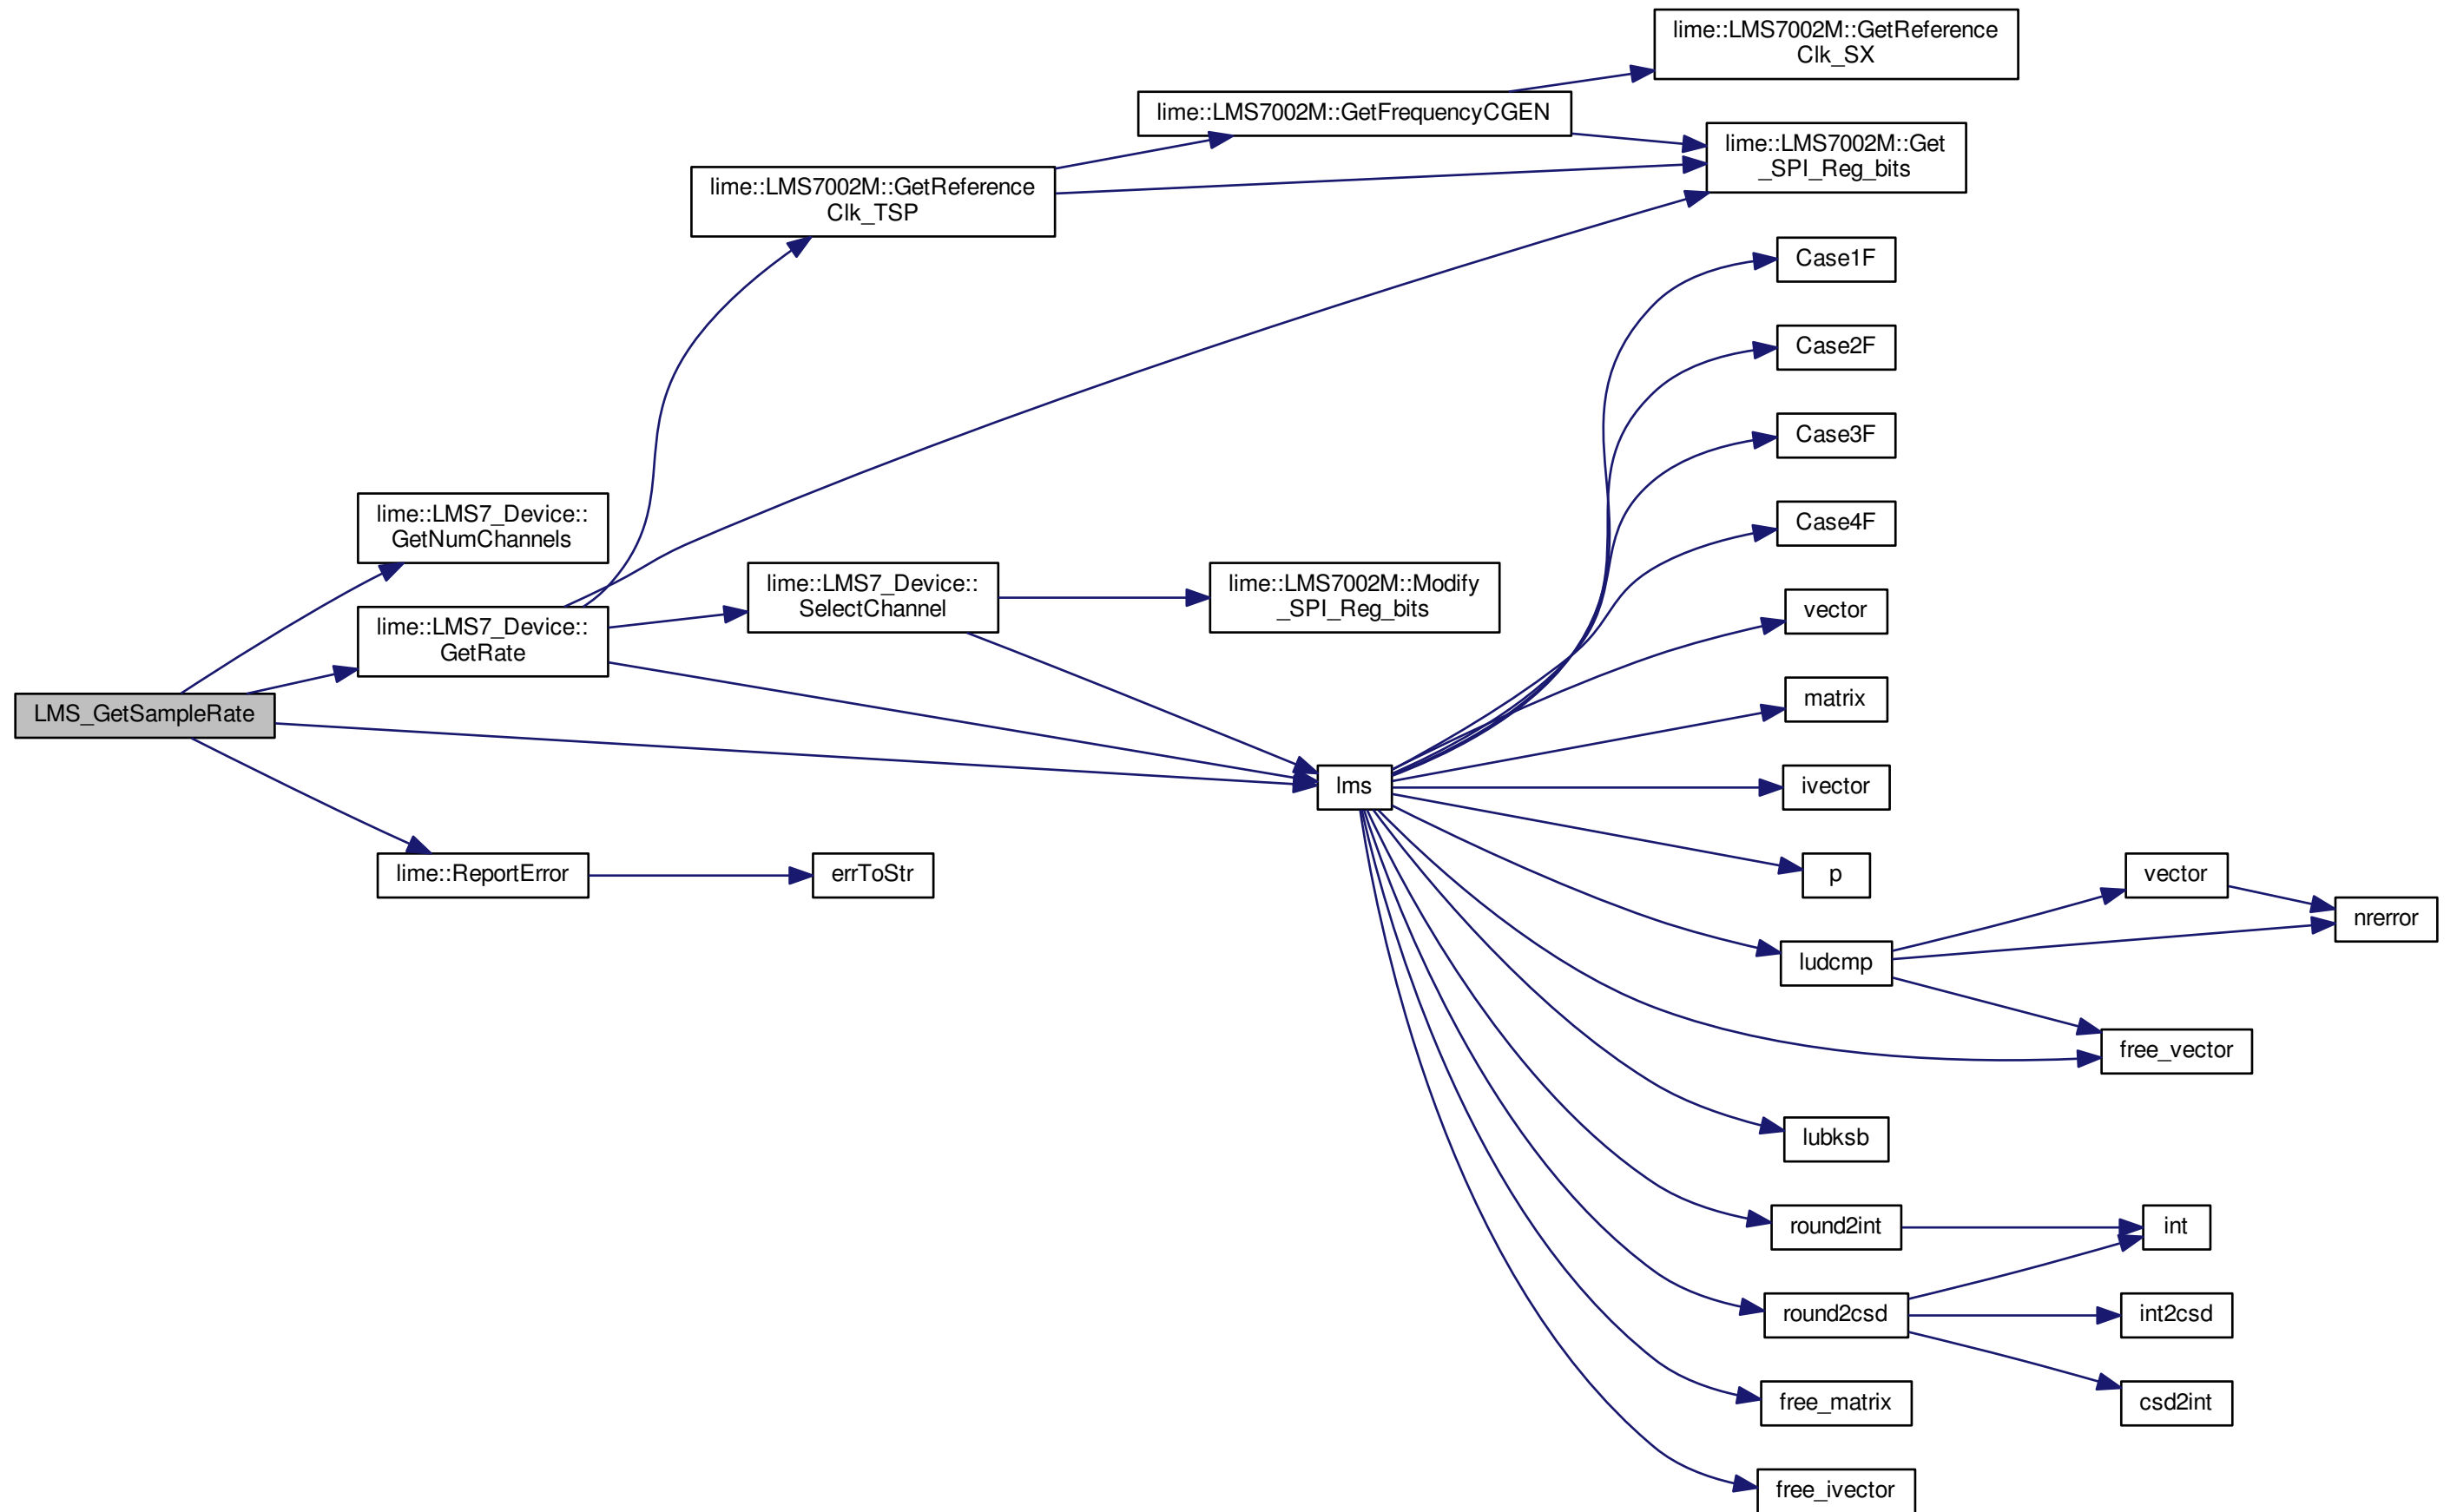 lime::LMS7002M::GetReference
Clk_SX
lime::LMS7002M::GetFrequencyCGEN
lime::LMS7002M::Get
_SPI_Reg_bits
lime::LMS7002M::GetReference
Clk_TSP
Case1F
Case2F
Case3F
Case4F
lime::LMS7_Device::
GetNumChannels
lime::LMS7_Device::
SelectChannel
lime::LMS7002M::Modify
_SPI_Reg_bits
vector
lime::LMS7_Device::
GetRate
matrix
LMS_GetSampleRate
lms
ivector
lime::ReportError
errToStr
p
vector
nrerror
ludcmp
free_vector
lubksb
round2int
int
round2csd
int2csd
free_matrix
csd2int
free_ivector